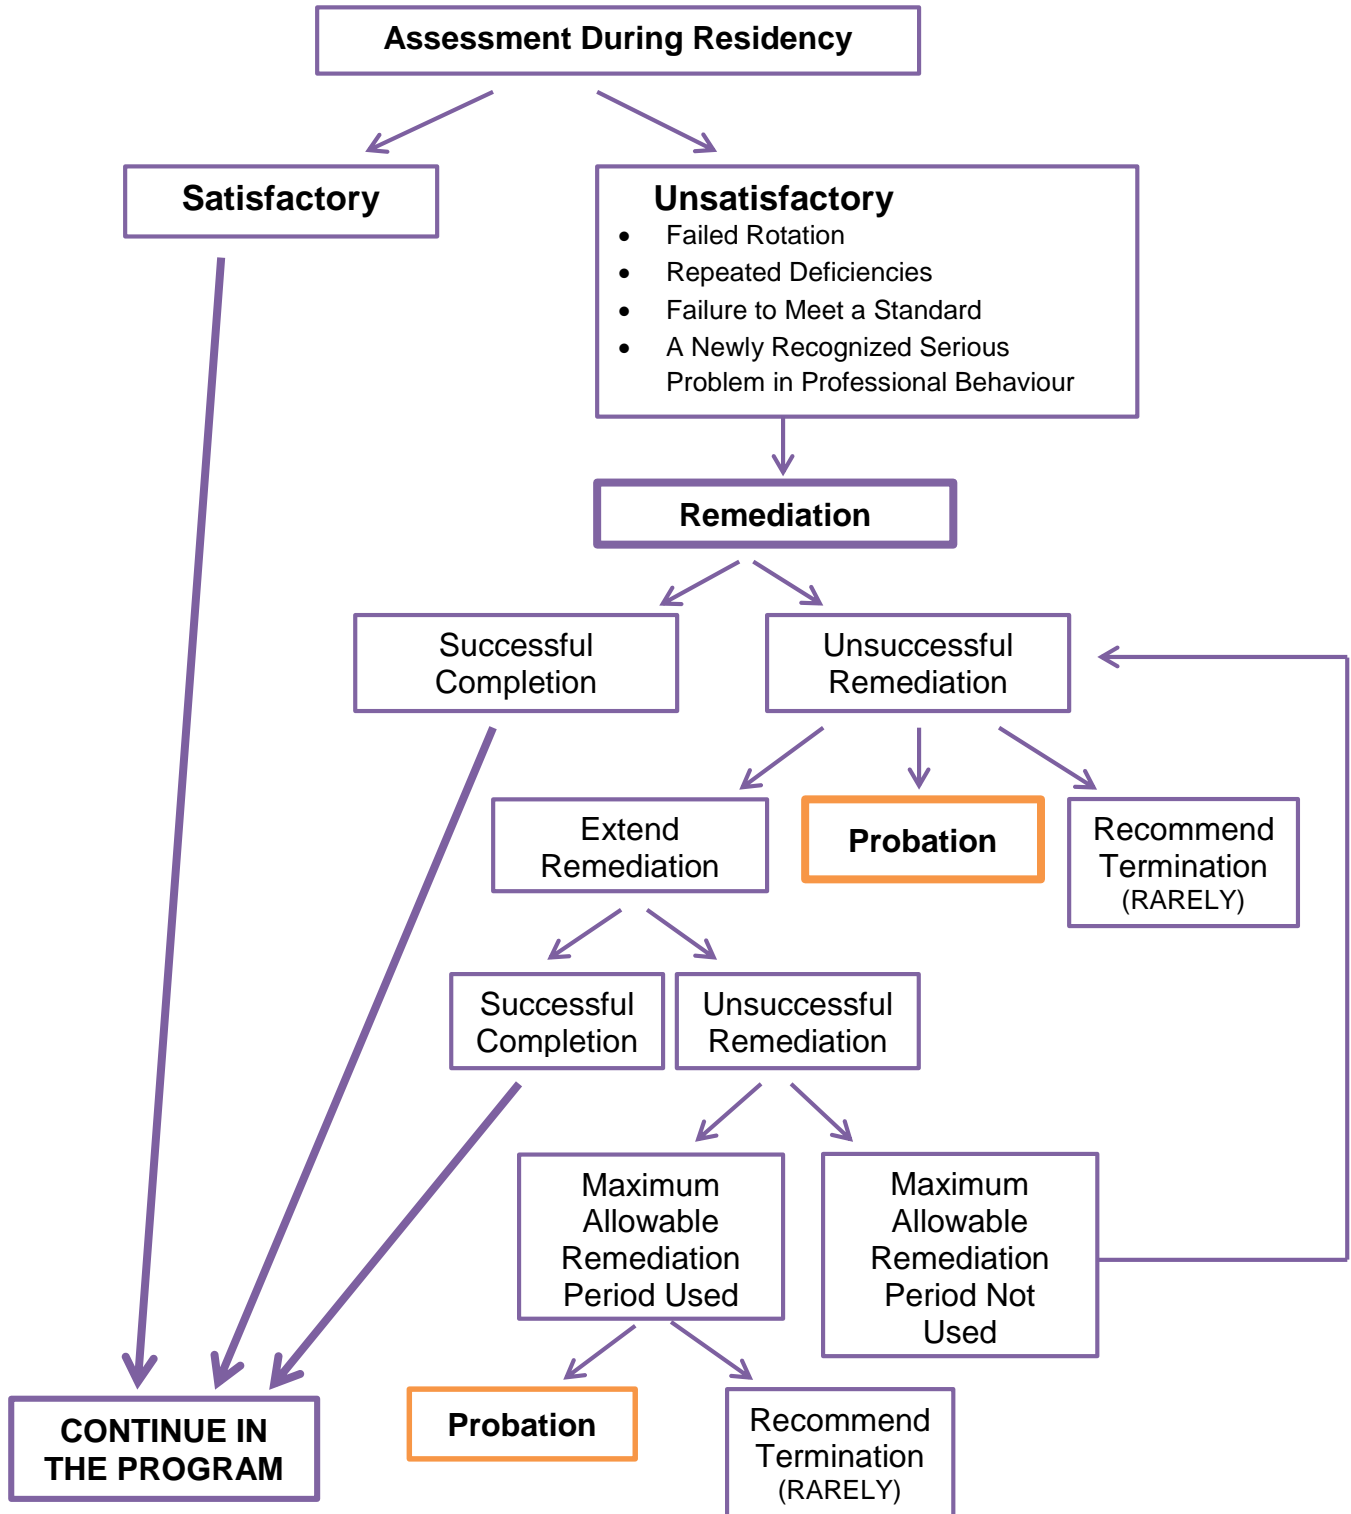 Assessment During Residency
Satisfactory
Unsatisfactory
• Failed Rotation
• Repeated Deficiencies
• Failure to Meet a Standard
• A Newly Recognized Serious
Problem in Professional Behaviour
Remediation
Successful
Completion
Unsuccessful
Remediation
Extend
Remediation
Probation
Recommend
Termination
(RARELY)
Successful
Completion
Unsuccessful
Remediation
Maximum
Allowable
Remediation
Period Used
Maximum
Allowable
Remediation
Period Not
Used
CONTINUE IN
THE PROGRAM
Probation
Recommend
Termination
(RARELY)